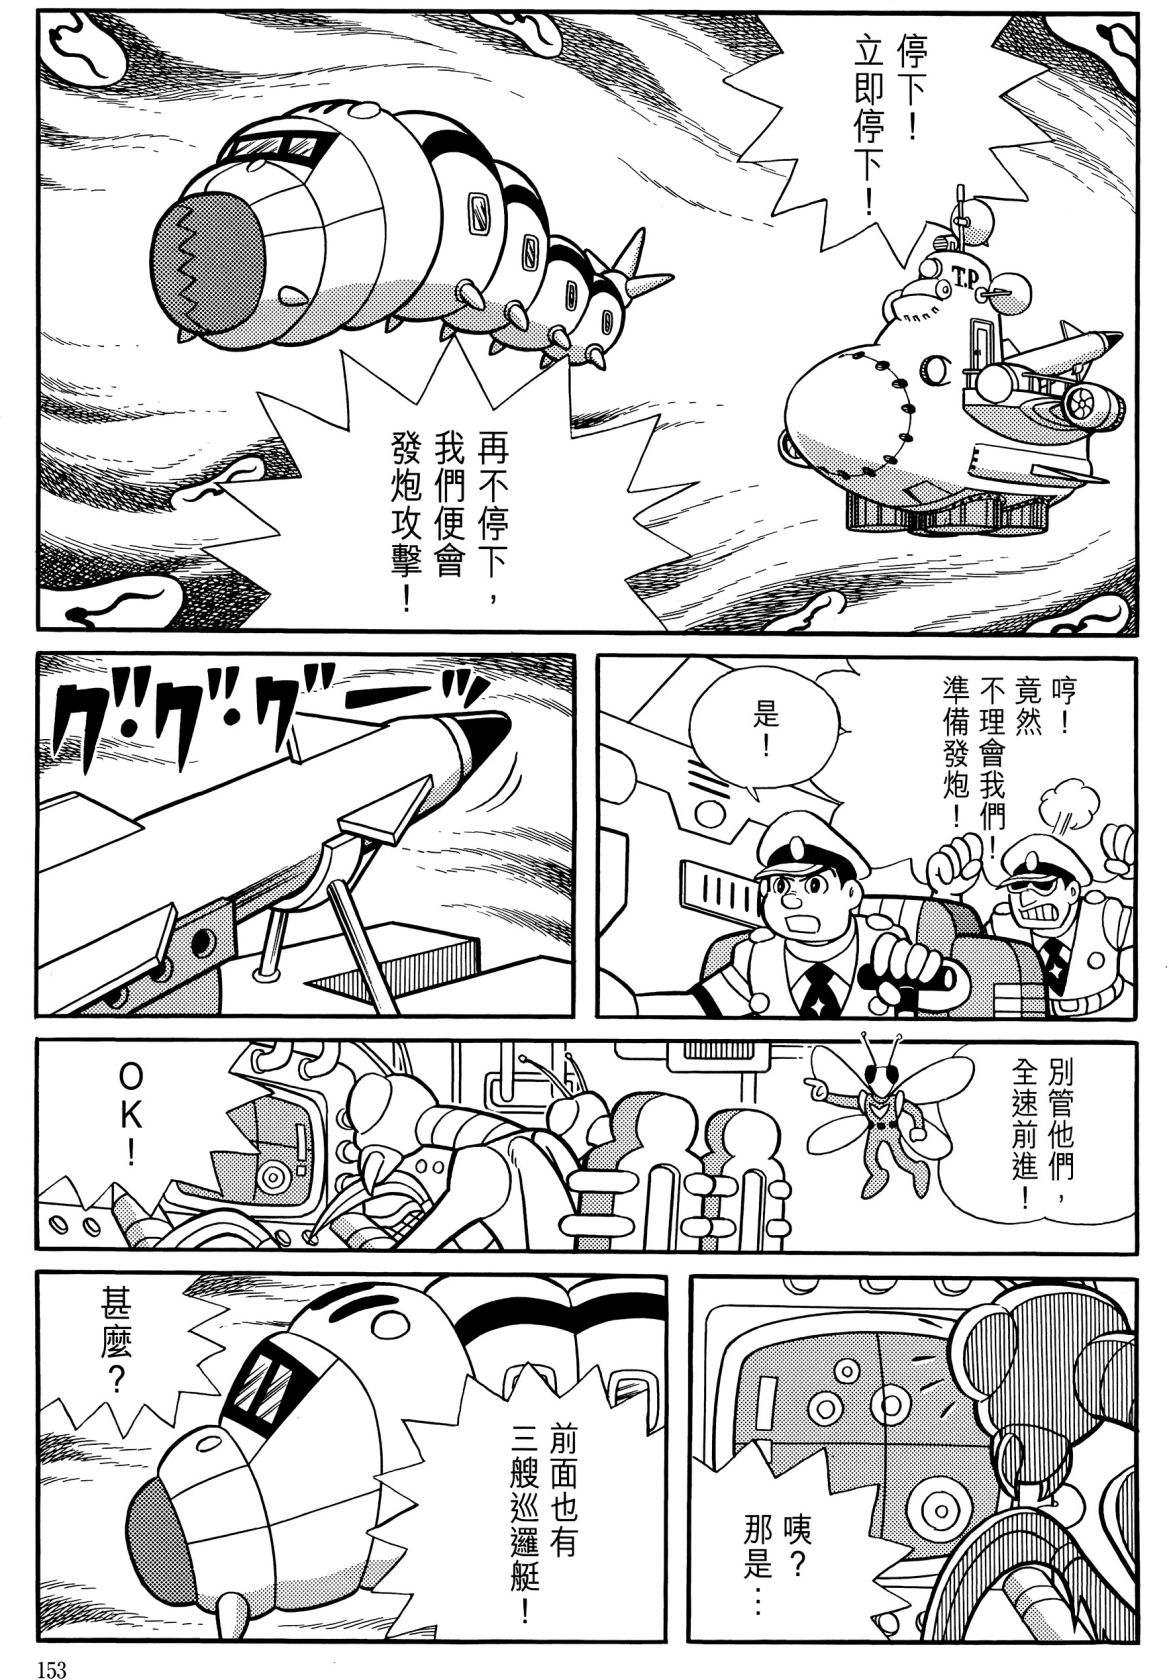 停下！
立即停下！
T.P
再不停下，
我們便會
發炮攻擊！
哼！
竟然
不理會我們！
準備發炮！
是！
グ・グ・グーッ
別管他們，
全速前進！
OK！
咦？
那是…
前面也有
三艘巡邏艇！
甚麼？
153